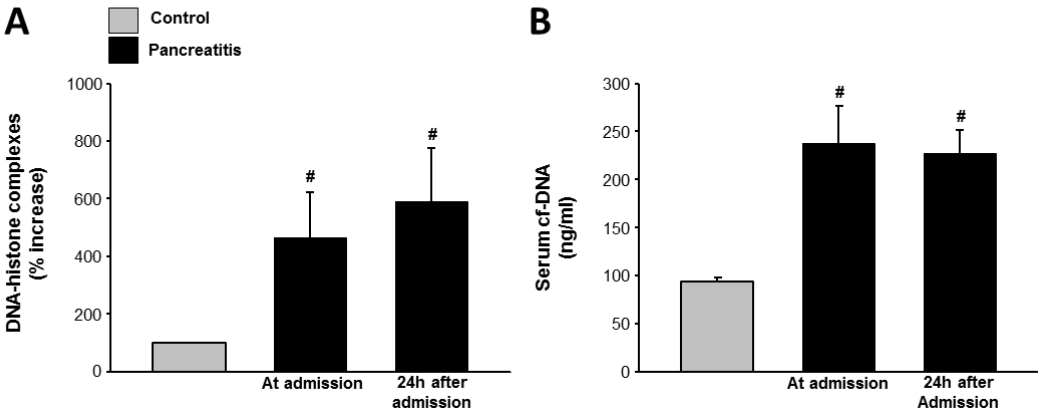 A
Control
Pancreatitis
DNA-histone complexes
(% increase)
1000
800
600
400
200
0
#
#
At admission
24h after
admission
B
Serum cf-DNA
(ng/ml)
300
250
200
150
100
50
0
#
#
At admission
24h after
Admission